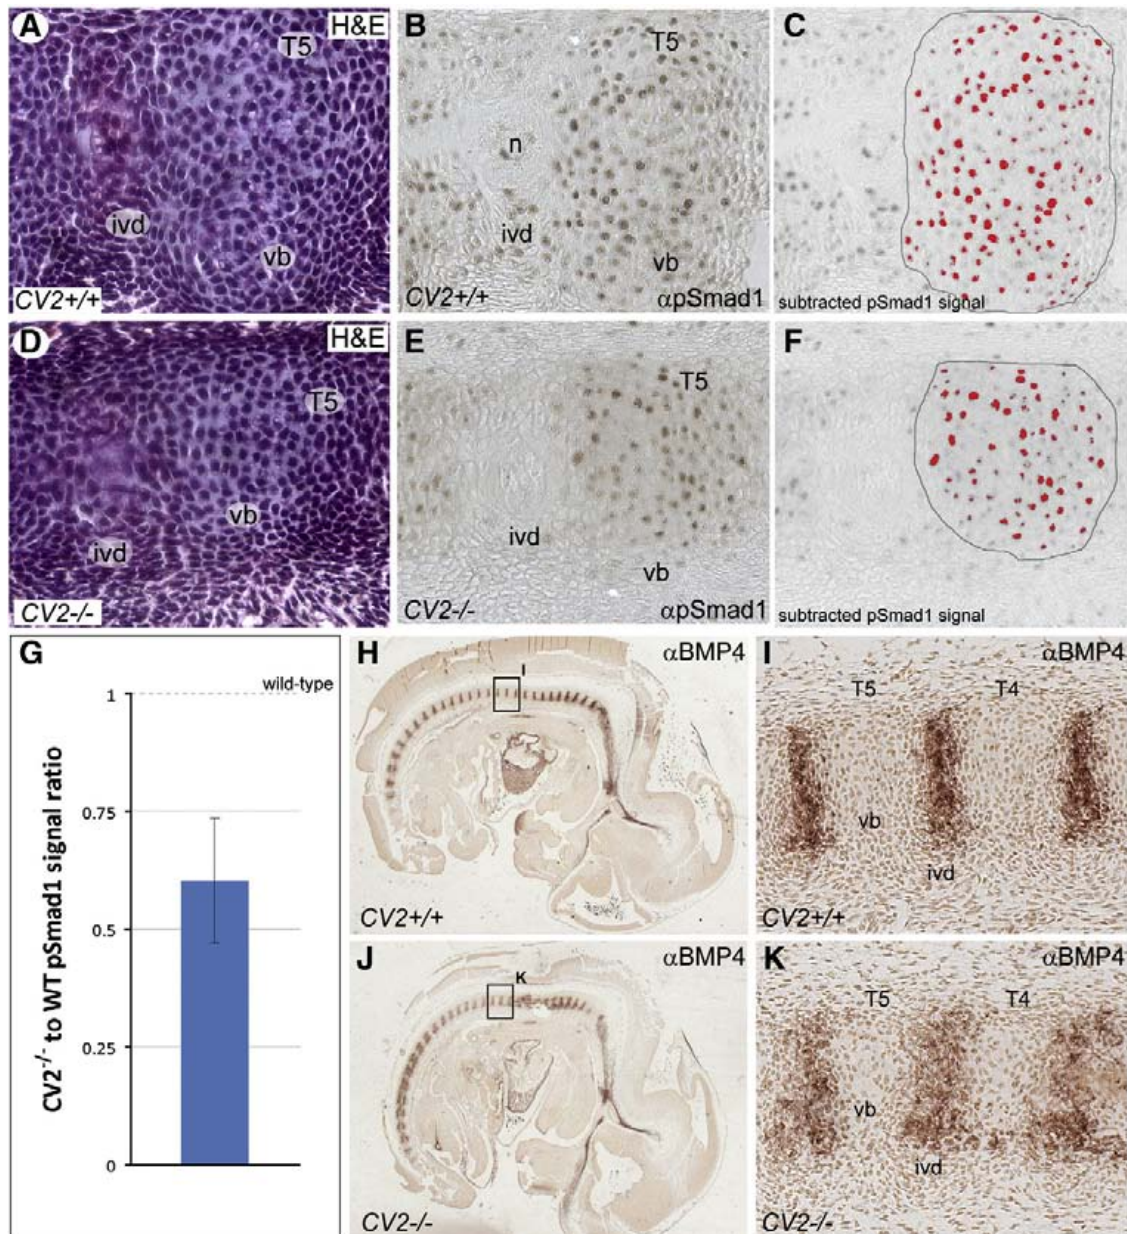 A
H&E
T5
ivd
vb
CV2+/+
B
T5
n
ivd
vb
CV2+/+
αpSmad1
C
subtracted pSmad1 signal
D
H&E
T5
vb
ivd
CV2-/-
E
T5
ivd
vb
CV2-/-
αpSmad1
F
subtracted pSmad1 signal
G
wild-type
1
0.75
0.5
0.25
0
CV2-/- to WT pSmad1 signal ratio
H
αBMP4
I
CV2+/+
I
αBMP4
T5
T4
vb
ivd
CV2+/+
J
αBMP4
K
CV2-/-
K
αBMP4
T5
T4
vb
ivd
CV2-/-